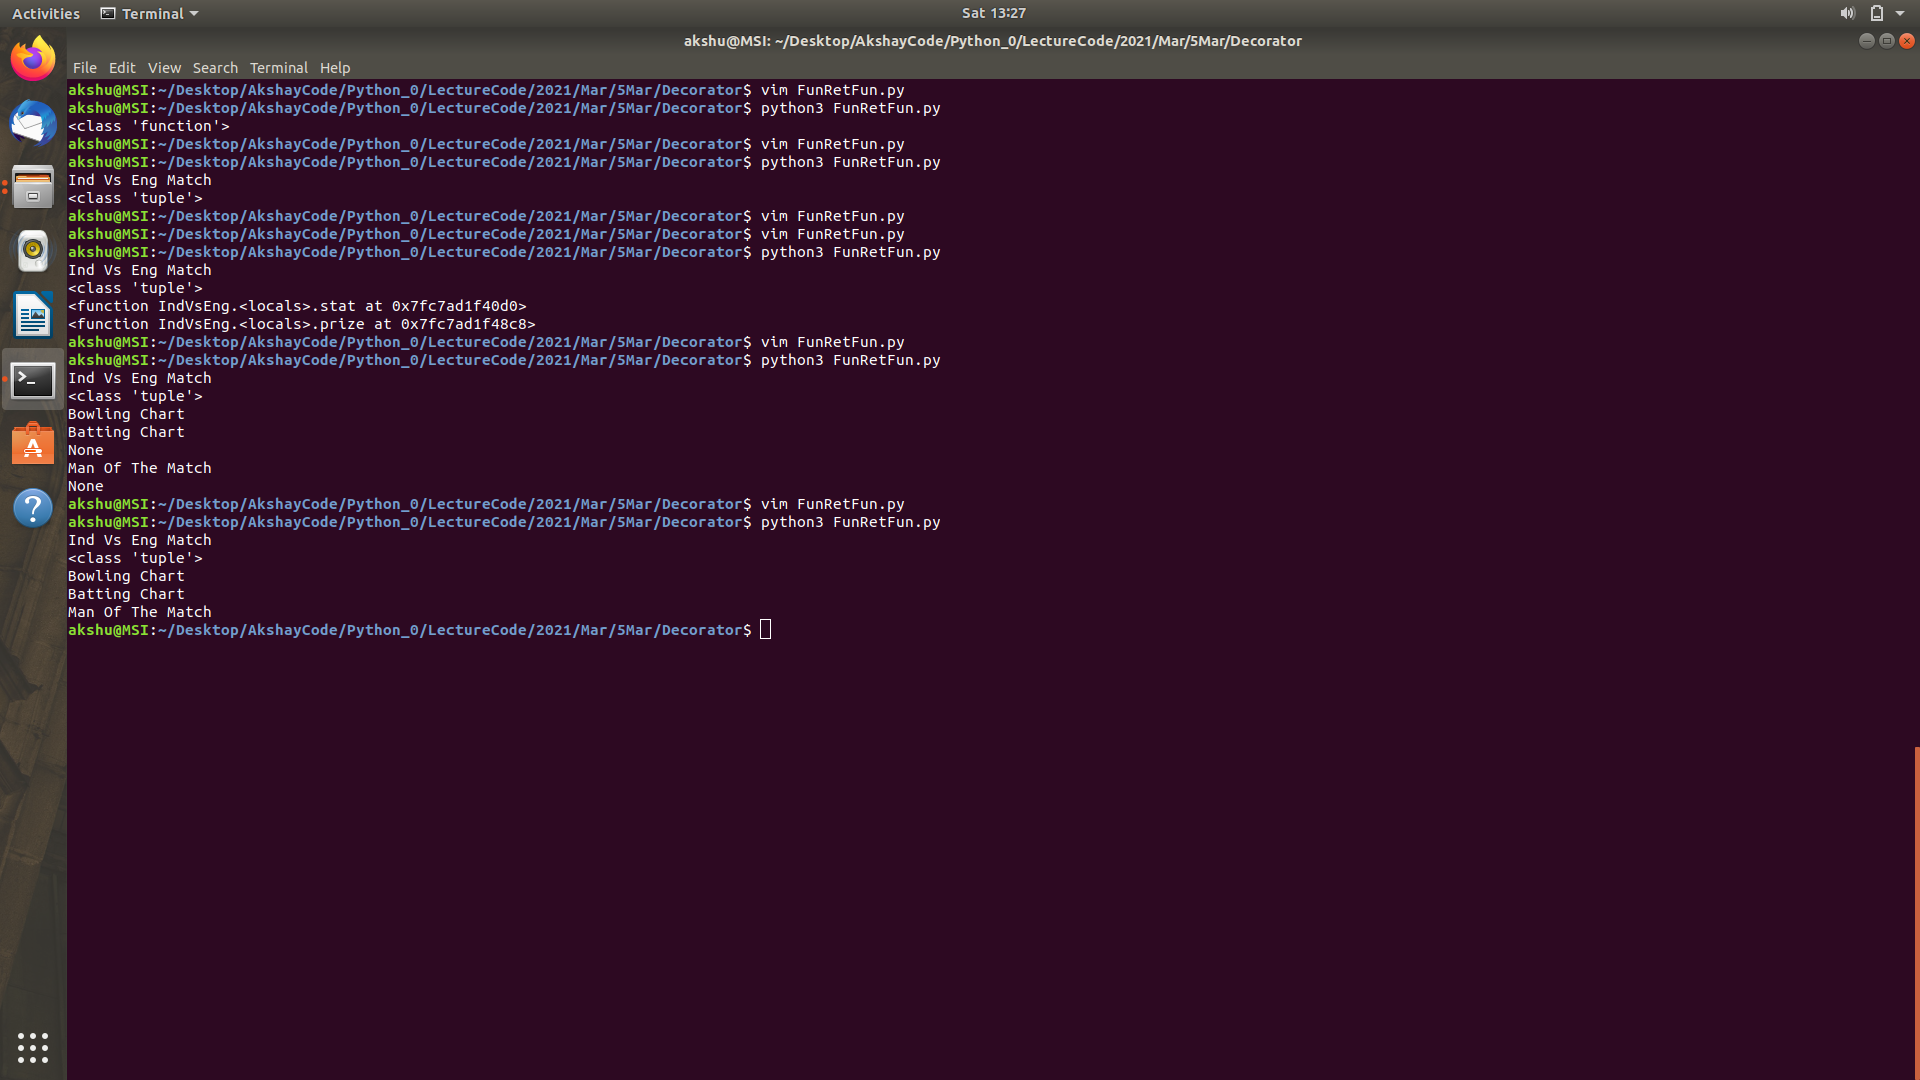 Activities Terminal Sat 13:27
akshu@MSI: ~/Desktop/AkshayCode/Python_0/LectureCode/2021/Mar/5Mar/Decorator
File Edit View Search Terminal Help
akshu@MSI:~/Desktop/AkshayCode/Python_0/LectureCode/2021/Mar/5Mar/Decorator$ vim FunRetFun.py
akshu@MSI:~/Desktop/AkshayCode/Python_0/LectureCode/2021/Mar/5Mar/Decorator$ python3 FunRetFun.py
<class 'function'>
akshu@MSI:~/Desktop/AkshayCode/Python_0/LectureCode/2021/Mar/5Mar/Decorator$ vim FunRetFun.py
akshu@MSI:~/Desktop/AkshayCode/Python_0/LectureCode/2021/Mar/5Mar/Decorator$ python3 FunRetFun.py
Ind Vs Eng Match
<class 'tuple'>
akshu@MSI:~/Desktop/AkshayCode/Python_0/LectureCode/2021/Mar/5Mar/Decorator$ vim FunRetFun.py
akshu@MSI:~/Desktop/AkshayCode/Python_0/LectureCode/2021/Mar/5Mar/Decorator$ vim FunRetFun.py
akshu@MSI:~/Desktop/AkshayCode/Python_0/LectureCode/2021/Mar/5Mar/Decorator$ python3 FunRetFun.py
Ind Vs Eng Match
<class 'tuple'>
<function IndVsEng.<locals>.stat at 0x7fc7ad1f40d0>
<function IndVsEng.<locals>.prize at 0x7fc7ad1f48c8>
akshu@MSI:~/Desktop/AkshayCode/Python_0/LectureCode/2021/Mar/5Mar/Decorator$ vim FunRetFun.py
akshu@MSI:~/Desktop/AkshayCode/Python_0/LectureCode/2021/Mar/5Mar/Decorator$ python3 FunRetFun.py
Ind Vs Eng Match
<class 'tuple'>
Bowling Chart
Batting Chart
None
Man Of The Match
None
akshu@MSI:~/Desktop/AkshayCode/Python_0/LectureCode/2021/Mar/5Mar/Decorator$ vim FunRetFun.py
akshu@MSI:~/Desktop/AkshayCode/Python_0/LectureCode/2021/Mar/5Mar/Decorator$ python3 FunRetFun.py
Ind Vs Eng Match
<class 'tuple'>
Bowling Chart
Batting Chart
Man Of The Match
akshu@MSI:~/Desktop/AkshayCode/Python_0/LectureCode/2021/Mar/5Mar/Decorator$